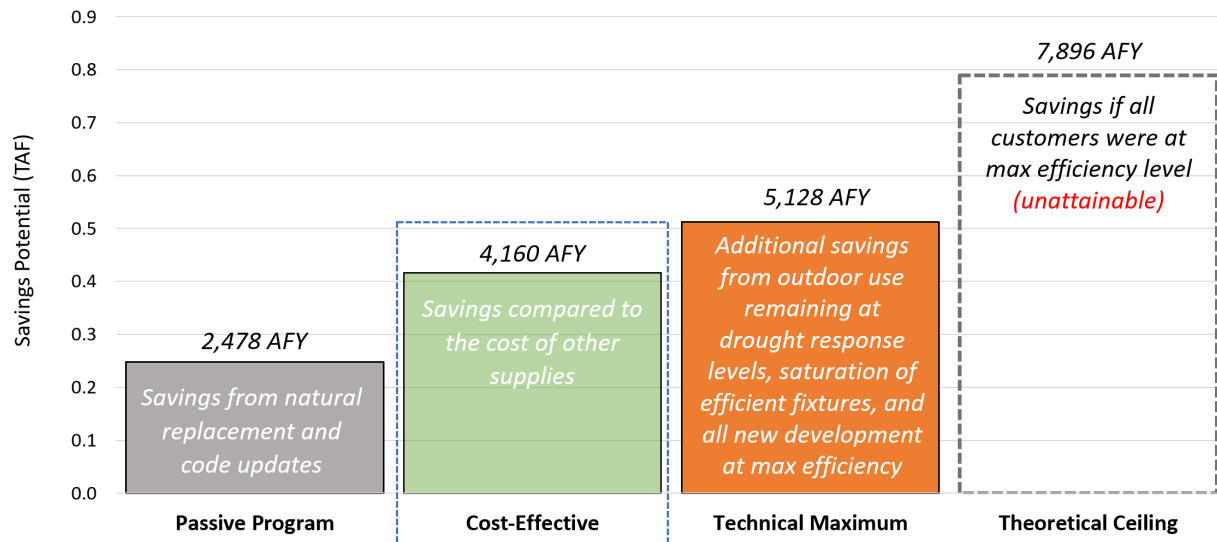 Savings Potential (TAF)
0.9
0.8
0.7
0.6
0.5
0.4
0.3
0.2
0.1
0.0
2,478 AFY
Savings from natural
replacement and
code updates
Passive Program
4,160 AFY
Savings compared to
the cost of other
supplies
Cost-Effective
5,128 AFY
Additional savings
from outdoor use
remaining at
drought response
levels, saturation of
efficient fixtures, and
all new development
at max efficiency
Technical Maximum
7,896 AFY
Savings if all
customers were at
max efficiency level
(unattainable)
Theoretical Ceiling